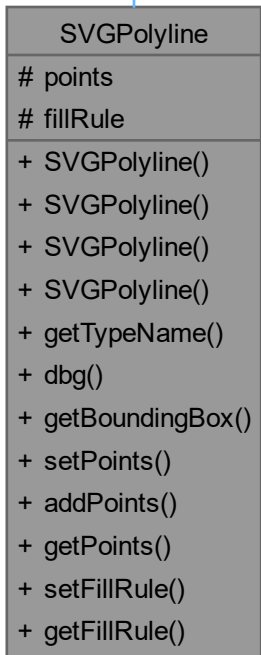 SVGPolyline
# points
# fillRule
+ SVGPolyline()
+ SVGPolyline()
+ SVGPolyline()
+ SVGPolyline()
+ getTypeName()
+ dbg()
+ getBoundingBox()
+ setPoints()
+ addPoints()
+ getPoints()
+ setFillRule()
+ getFillRule()